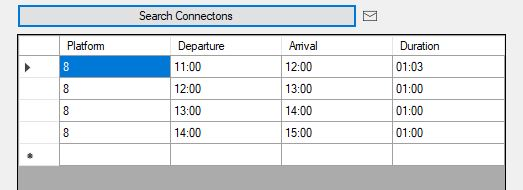 Search Connectons
Platform Departure Arrival Duration
8 11:00 12:00 01:03
8 12:00 13:00 01:00
8 13:00 14:00 01:00
8 14:00 15:00 01:00